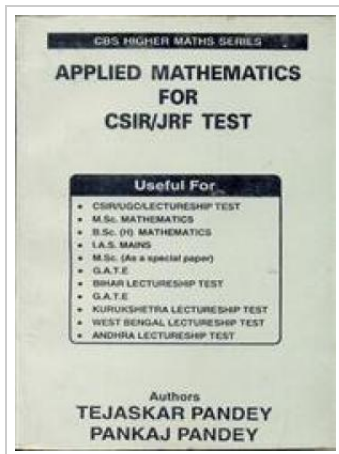 CBS HIGHER MATHS SERIES
APPLIED MATHEMATICS
FOR
CSIR/JRF TEST
Useful For
• CSIR/UGC/LECTURESHIP TEST
• M.Sc. MATHEMATICS
• B.Sc. (H) MATHEMATICS
• I.A.S. MAINS
• M.Sc. (As a special paper)
• G.A.T.E
• BIHAR LECTURESHIP TEST
• G.A.T.E
• KURUKSHETRA LECTURESHIP TEST
• WEST BENGAL LECTURESHIP TEST
• ANDHRA LECTURESHIP TEST
Authors
TEJASKAR PANDEY
PANKAJ PANDEY